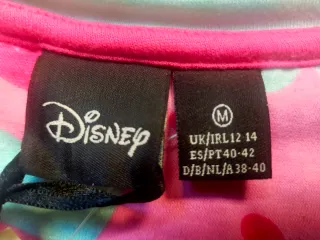 Disney
M
UK/IRL 12-14
ES/PT 40-42
D/B/NL/A 38-40